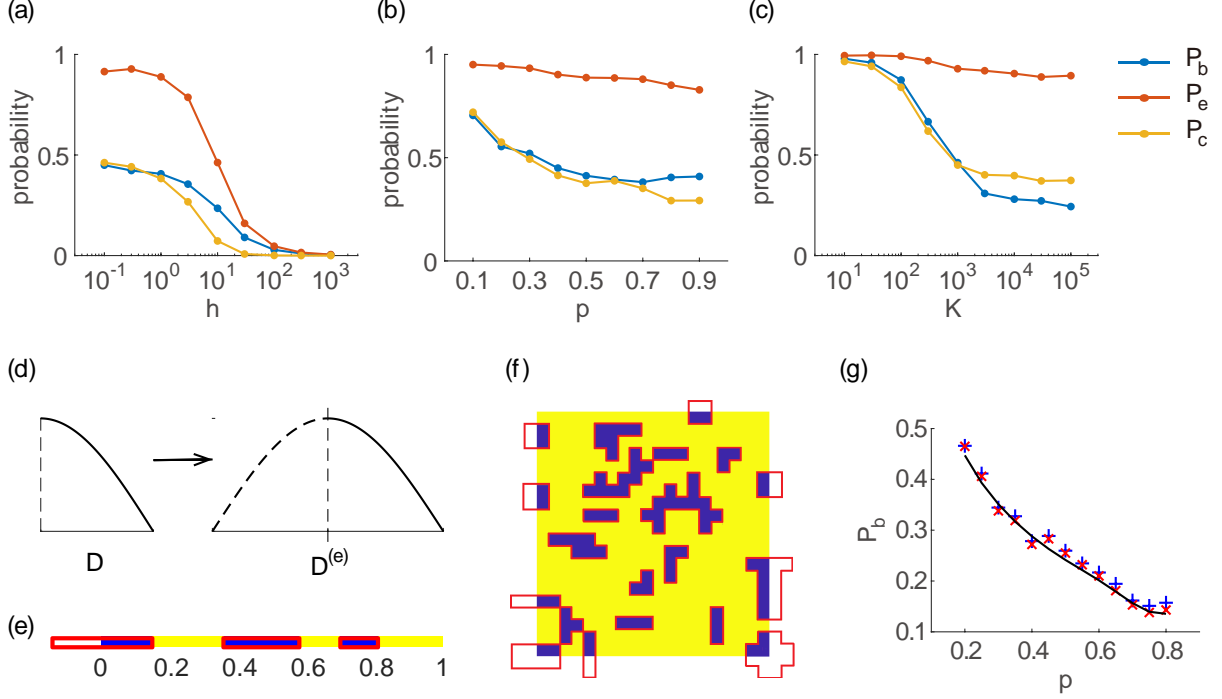 (a)
probability
1
0.5
0
10^-1 10^0 10^1 10^2 10^3
h
(b)
probability
1
0.5
0
0.1 0.3 0.5 0.7 0.9
p
(c)
probability
1
0.5
0
10^1 10^2 10^3 10^4 10^5
K
P_b
P_e
P_c
(d)
D
D^(e)
(e)
0 0.2 0.4 0.6 0.8 1
(f)
(g)
P_b
0.5
0.4
0.3
0.2
0.1
0.2 0.4 0.6 0.8
p